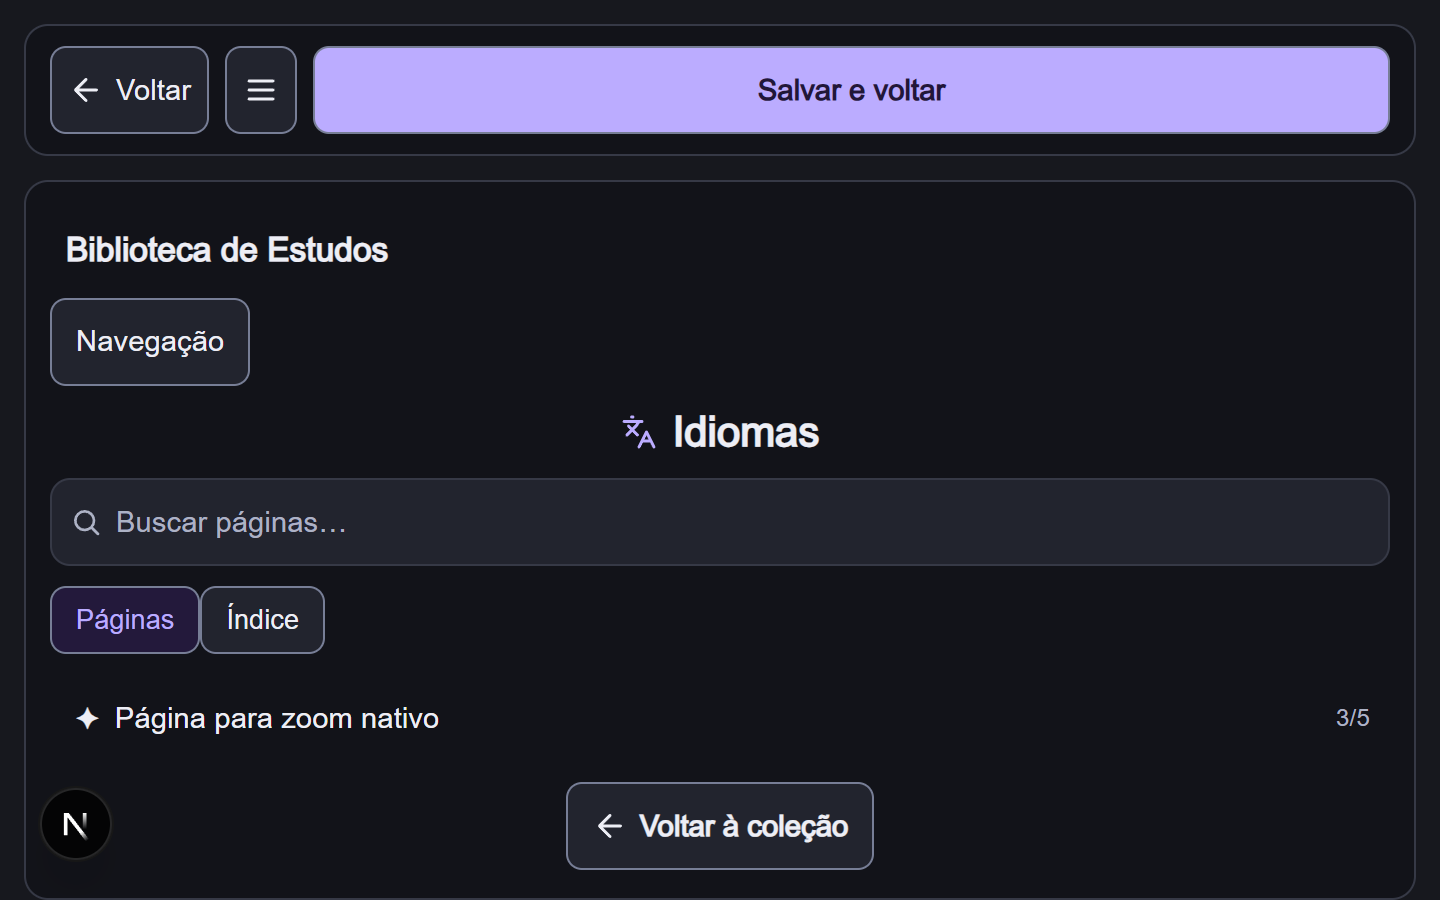 Voltar
Salvar e voltar
Biblioteca de Estudos
Navegação
Idiomas
Buscar páginas…
Páginas
Índice
Página para zoom nativo
3/5
Voltar à coleção
N